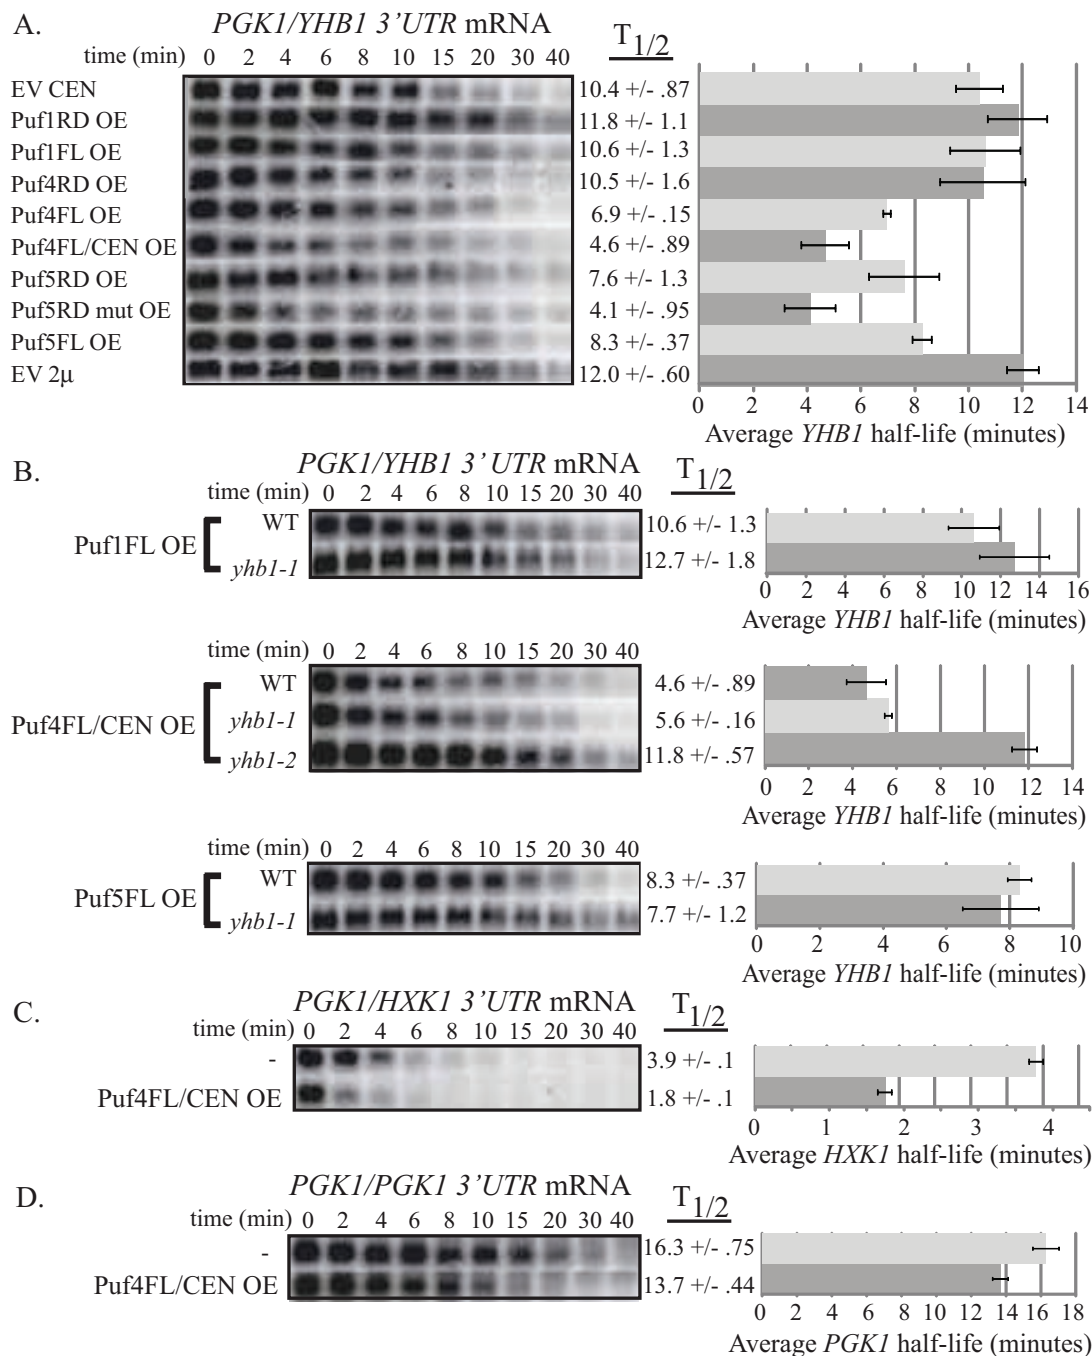 A.
PGK1/YHB1 3’UTR mRNA
T1/2
time (min) 0 2 4 6 8 10 15 20 30 40
EV CEN 10.4 +/- .87
Puf1RD OE 11.8 +/- 1.1
Puf1FL OE 10.6 +/- 1.3
Puf4RD OE 10.5 +/- 1.6
Puf4FL OE 6.9 +/- .15
Puf4FL/CEN OE 4.6 +/- .89
Puf5RD OE 7.6 +/- 1.3
Puf5RD mut OE 4.1 +/- .95
Puf5FL OE 8.3 +/- .37
EV 2μ 12.0 +/- .60
0 2 4 6 8 10 12 14
Average YHB1 half-life (minutes)
B.
PGK1/YHB1 3’UTR mRNA
T1/2
time (min) 0 2 4 6 8 10 15 20 30 40
Puf1FL OE
WT 10.6 +/- 1.3
yhb1-1 12.7 +/- 1.8
0 2 4 6 8 10 12 14 16
Average YHB1 half-life (minutes)
time (min) 0 2 4 6 8 10 15 20 30 40
Puf4FL/CEN OE
WT 4.6 +/- .89
yhb1-1 5.6 +/- .16
yhb1-2 11.8 +/- .57
0 2 4 6 8 10 12 14
Average YHB1 half-life (minutes)
time (min) 0 2 4 6 8 10 15 20 30 40
Puf5FL OE
WT 8.3 +/- .37
yhb1-1 7.7 +/- 1.2
0 2 4 6 8 10
Average YHB1 half-life (minutes)
C.
PGK1/HXK1 3’UTR mRNA
T1/2
time (min) 0 2 4 6 8 10 15 20 30 40
- 3.9 +/- .1
Puf4FL/CEN OE 1.8 +/- .1
0 1 2 3 4
Average HXK1 half-life (minutes)
D.
PGK1/PGK1 3’UTR mRNA
T1/2
time (min) 0 2 4 6 8 10 15 20 30 40
- 16.3 +/- .75
Puf4FL/CEN OE 13.7 +/- .44
0 2 4 6 8 10 12 14 16 18
Average PGK1 half-life (minutes)